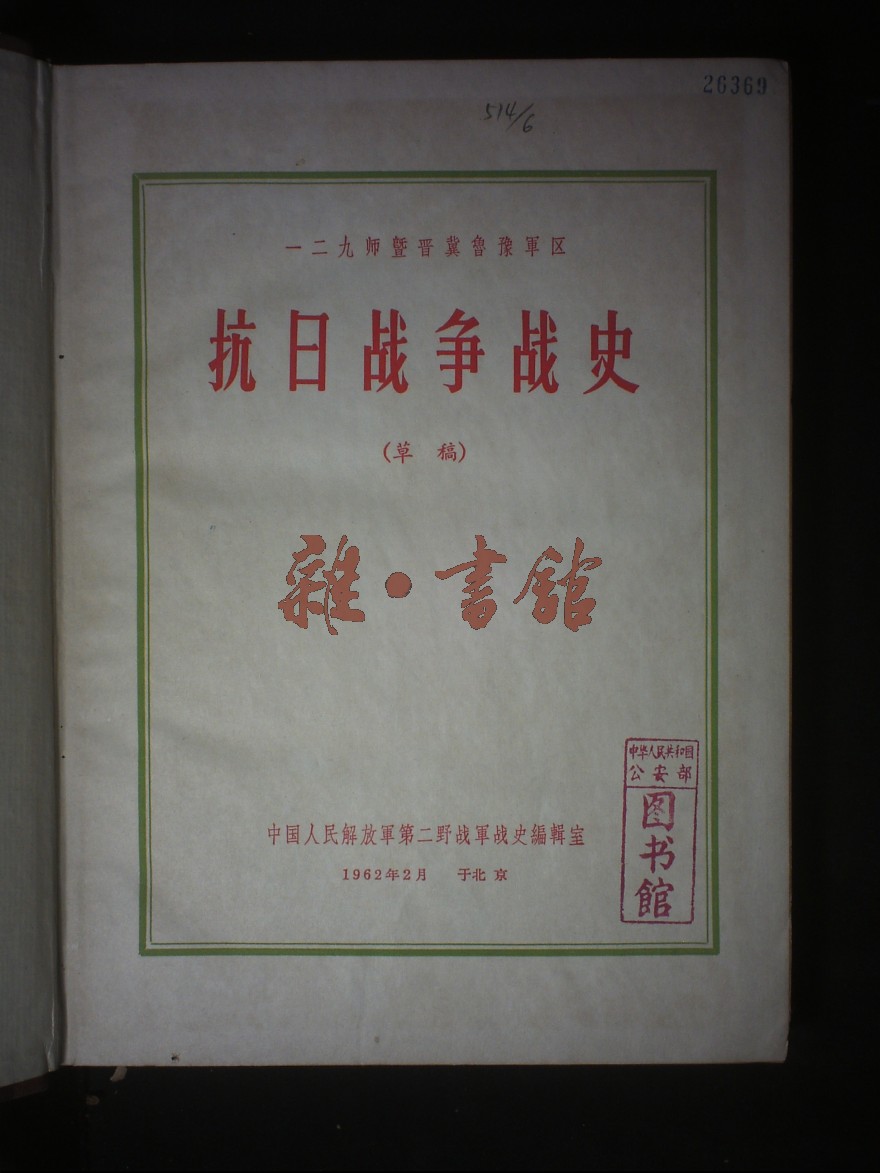 26369
514/6
一二九师暨晋冀魯豫軍区
抗日战争战史
(草 稿)
雜·書館
中国人民解放軍第二野战軍战史編輯室
1962年2月 于北京
中华人民共和国
公安部
图书館